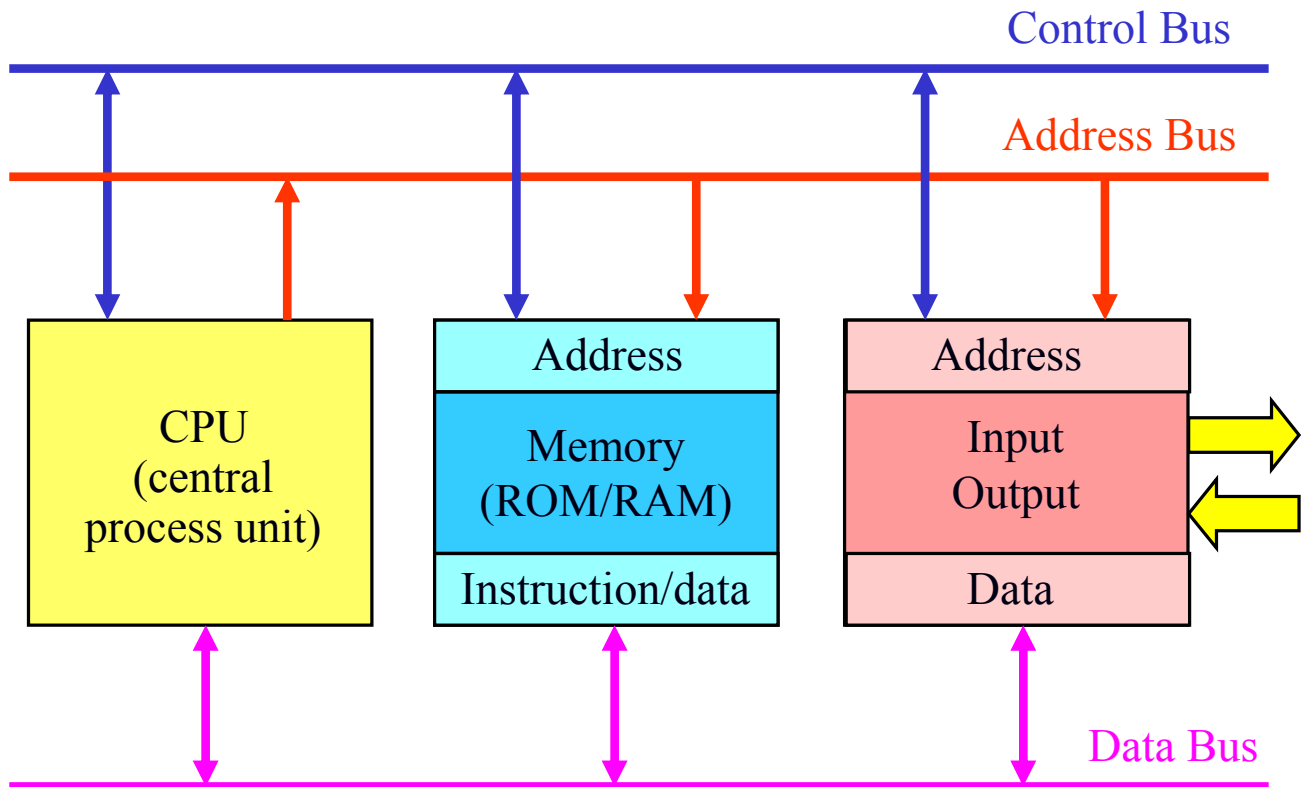 Control Bus
Address Bus
CPU
(central
process unit)
Address
Memory
(ROM/RAM)
Instruction/data
Address
Input
Output
Data
Data Bus